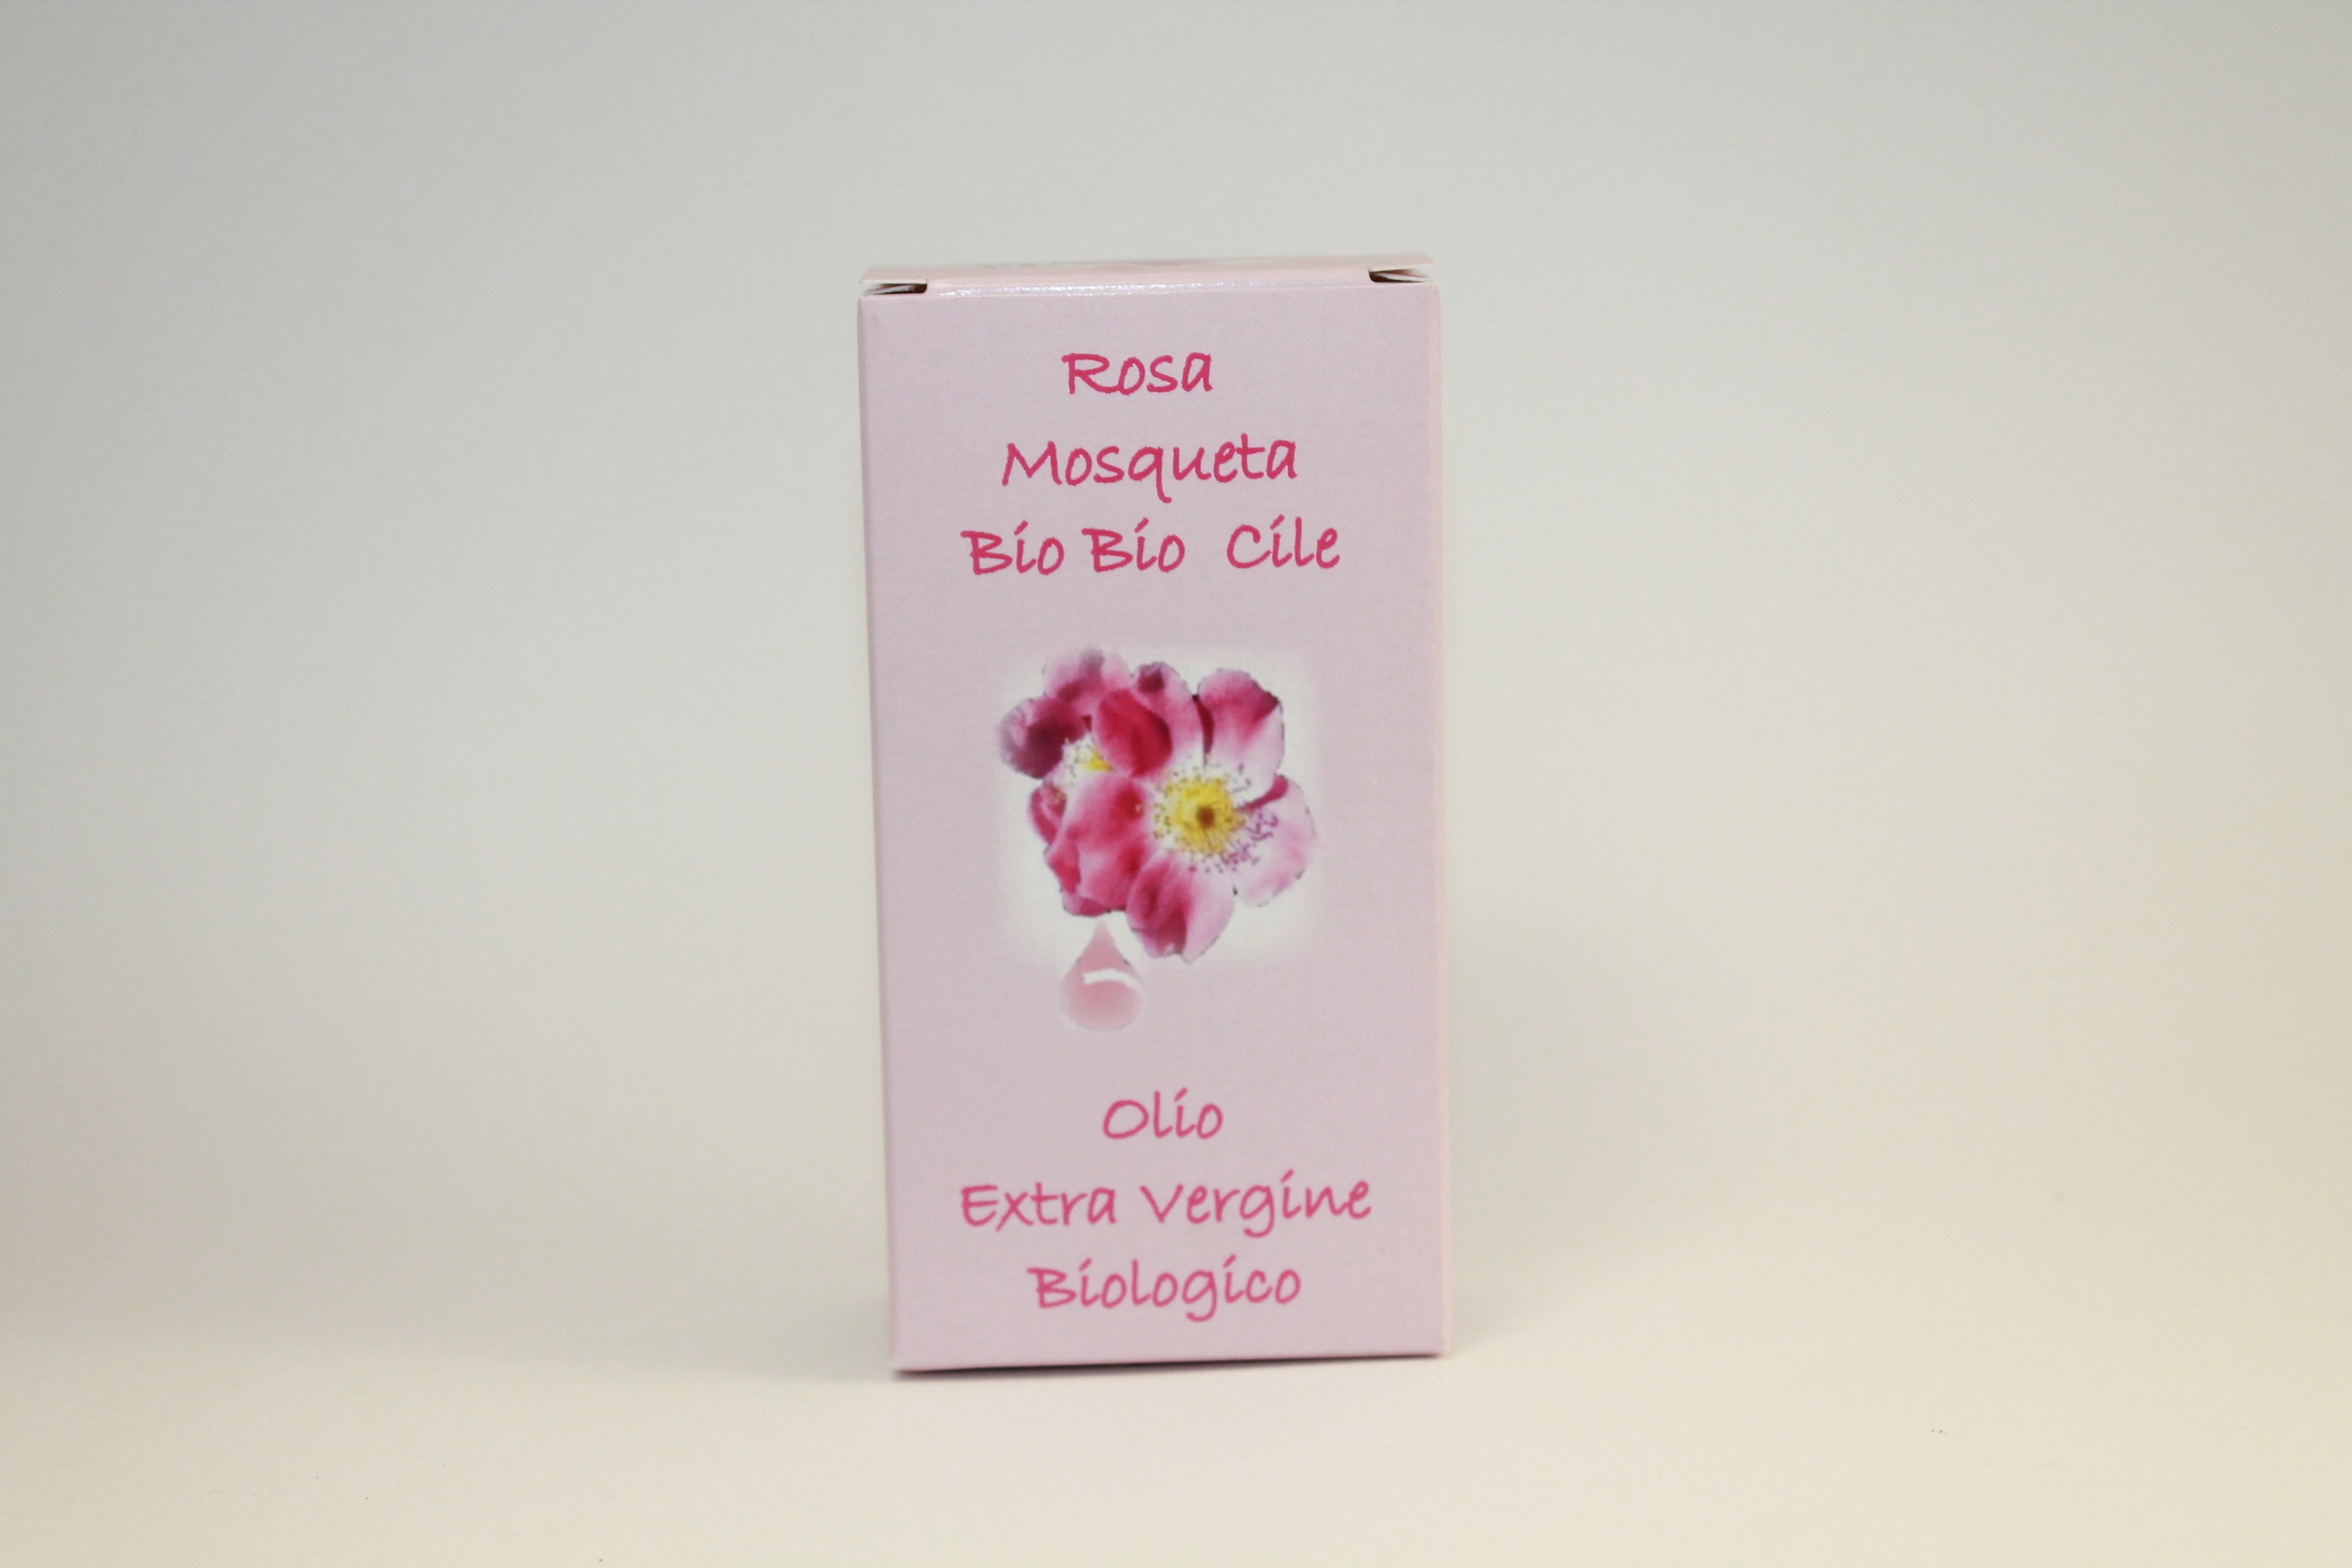 Rosa
Mosqueta
Bio Bio Cile
Olio
Extra Vergine
Biologico